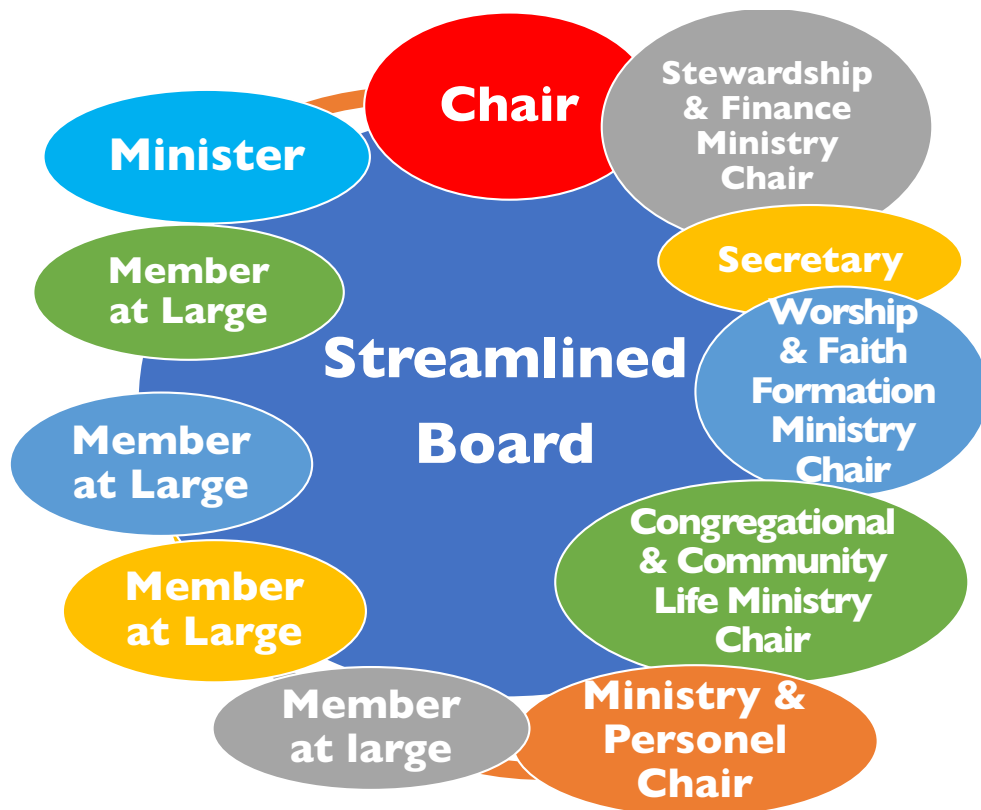 Chair
Stewardship
& Finance
Ministry
Chair
Minister
Secretary
Member
at Large
Worship
& Faith
Formation
Ministry
Chair
Streamlined
Board
Member
at Large
Congregational
& Community
Life Ministry
Chair
Member
at Large
Ministry &
Personel
Chair
Member
at large